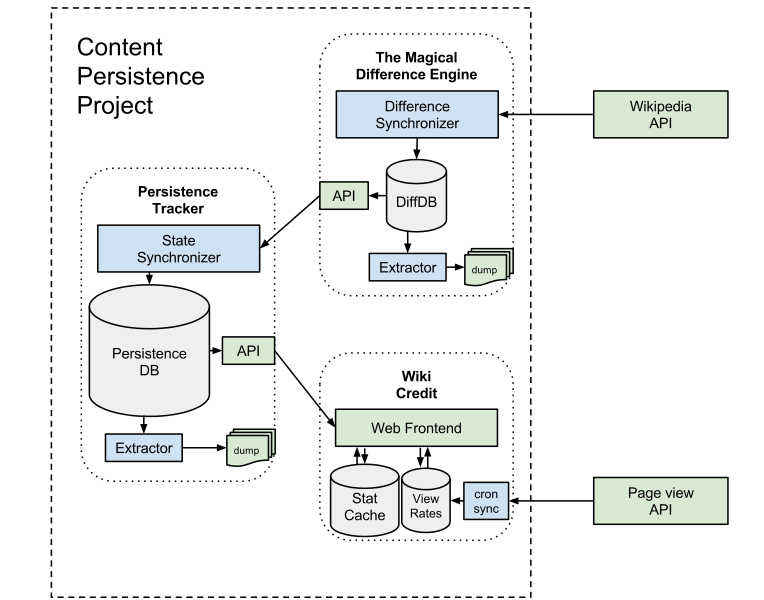 Content
Persistence
Project
The Magical
Difference Engine
Difference
Synchronizer
Wikipedia
API
DiffDB
API
Extractor
dump
Persistence
Tracker
State
Synchronizer
Persistence
DB
API
Extractor
dump
Wiki
Credit
Web Frontend
Stat
Cache
View
Rates
cron
sync
Page view
API